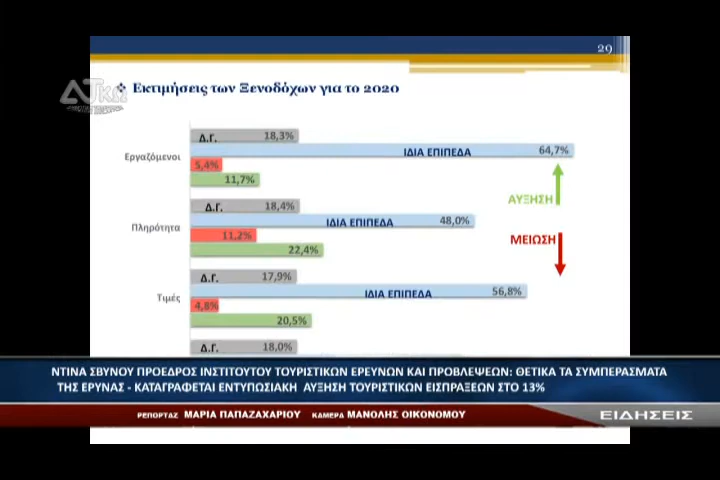 29
ΔΤΚΩ
❖ Εκτιμήσεις των Ξενοδόχων για το 2020
Δ.Γ. 18,3%
Εργαζόμενοι ΙΔΙΑ ΕΠΙΠΕΔΑ 64,7%
5,4%
11,7%
ΑΥΞΗΣΗ
Δ.Γ. 18,4%
Πληρότητα ΙΔΙΑ ΕΠΙΠΕΔΑ 48,0%
11,2%
22,4%
ΜΕΙΩΣΗ
Δ.Γ. 17,9%
Τιμές ΙΔΙΑ ΕΠΙΠΕΔΑ 56,8%
4,8%
20,5%
Δ.Γ. 18,0%
ΝΤΙΝΑ ΣΒΥΝΟΥ ΠΡΟΕΔΡΟΣ ΙΝΣΤΙΤΟΥΤΟΥ ΤΟΥΡΙΣΤΙΚΩΝ ΕΡΕΥΝΩΝ ΚΑΙ ΠΡΟΒΛΕΨΕΩΝ: ΘΕΤΙΚΑ ΤΑ ΣΥΜΠΕΡΑΣΜΑΤΑ
ΤΗΣ ΕΡΥΝΑΣ - ΚΑΤΑΓΡΑΦΕΤΑΙ ΕΝΤΥΠΩΣΙΑΚΗ ΑΥΞΗΣΗ ΤΟΥΡΙΣΤΙΚΩΝ ΕΙΣΠΡΑΞΕΩΝ ΣΤΟ 13%
ΡΕΠΟΡΤΑΖ ΜΑΡΙΑ ΠΑΠΑΖΑΧΑΡΙΟΥ ΚΑΜΕΡΑ ΜΑΝΟΛΗΣ ΟΙΚΟΝΟΜΟΥ ΕΙΔΗΣΕΙΣ